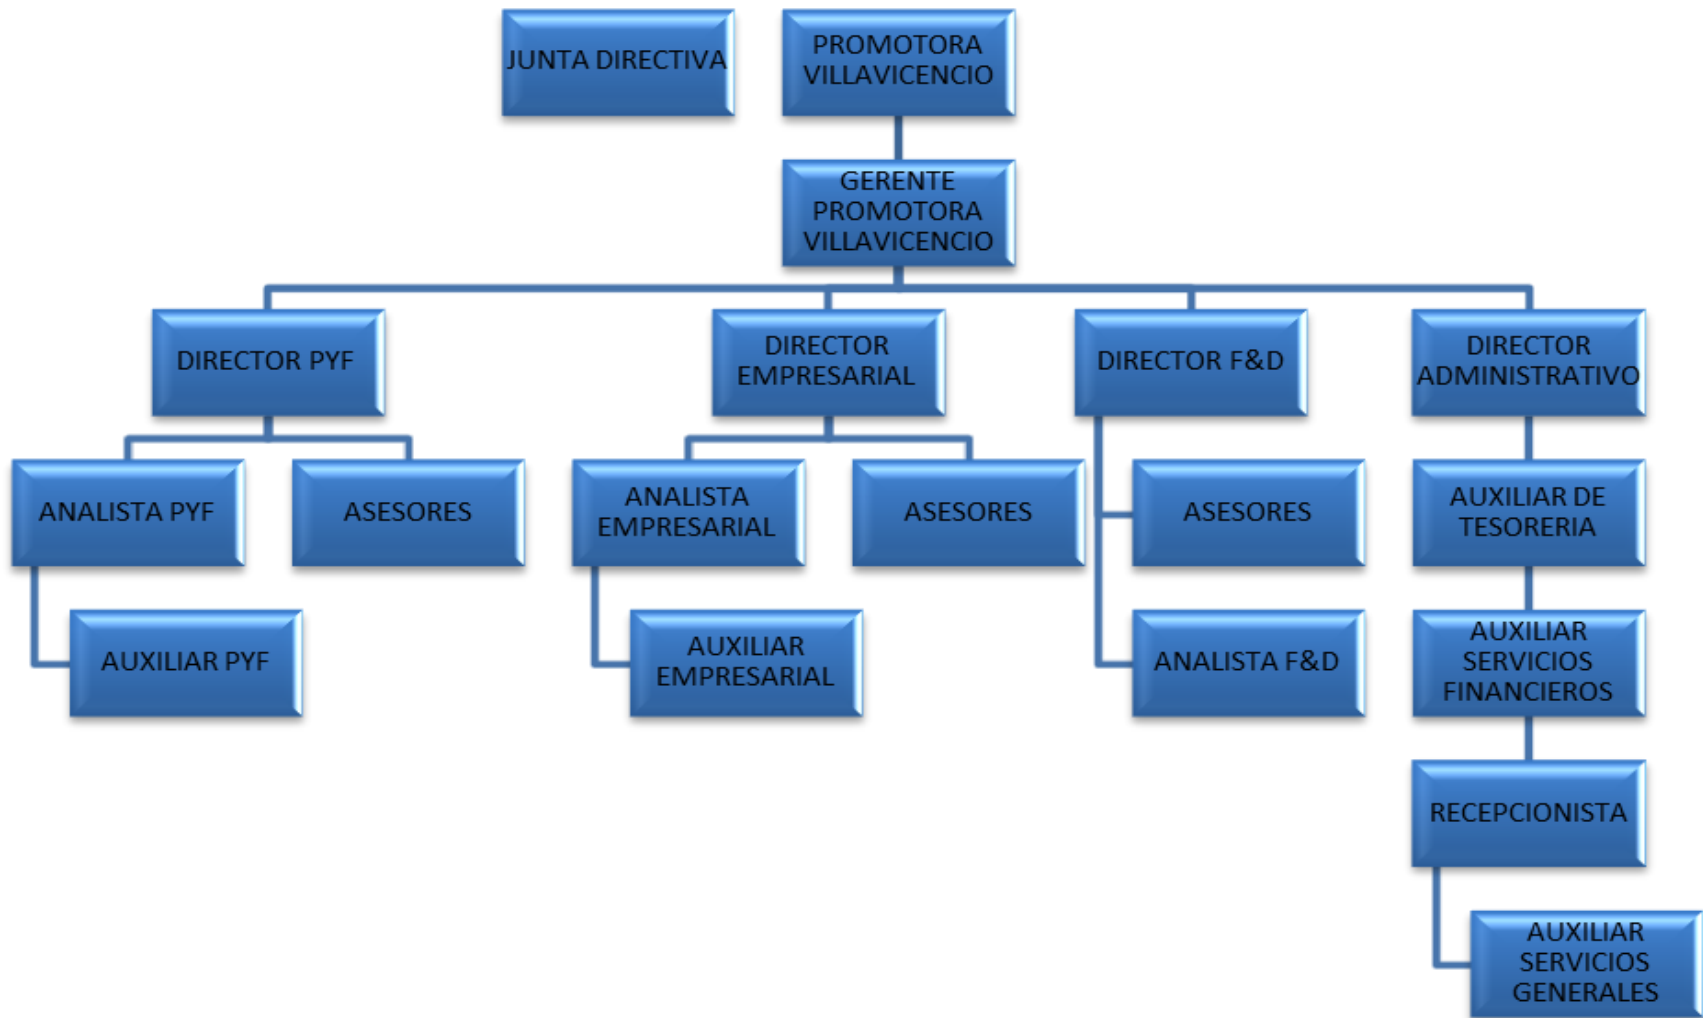 JUNTA DIRECTIVA
PROMOTORA
VILLAVICENCIO
GERENTE
PROMOTORA
VILLAVICENCIO
DIRECTOR PYF
DIRECTOR
EMPRESARIAL
DIRECTOR F&D
DIRECTOR
ADMINISTRATIVO
ANALISTA PYF
ASESORES
ANALISTA
EMPRESARIAL
ASESORES
ASESORES
AUXILIAR DE
TESORERIA
AUXILIAR PYF
AUXILIAR
EMPRESARIAL
ANALISTA F&D
AUXILIAR
SERVICIOS
FINANCIEROS
RECEPCIONISTA
AUXILIAR
SERVICIOS
GENERALES